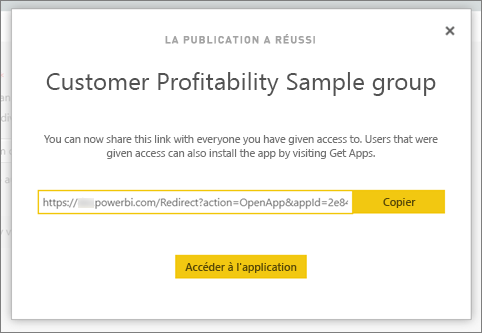 LA PUBLICATION A RÉUSSI
Customer Profitability Sample group
You can now share this link with everyone you have given access to. Users that were
given access can also install the app by visiting Get Apps.
https:// powerbi.com/Redirect?action=OpenApp&appId=2e84 Copier
Accéder à l'application